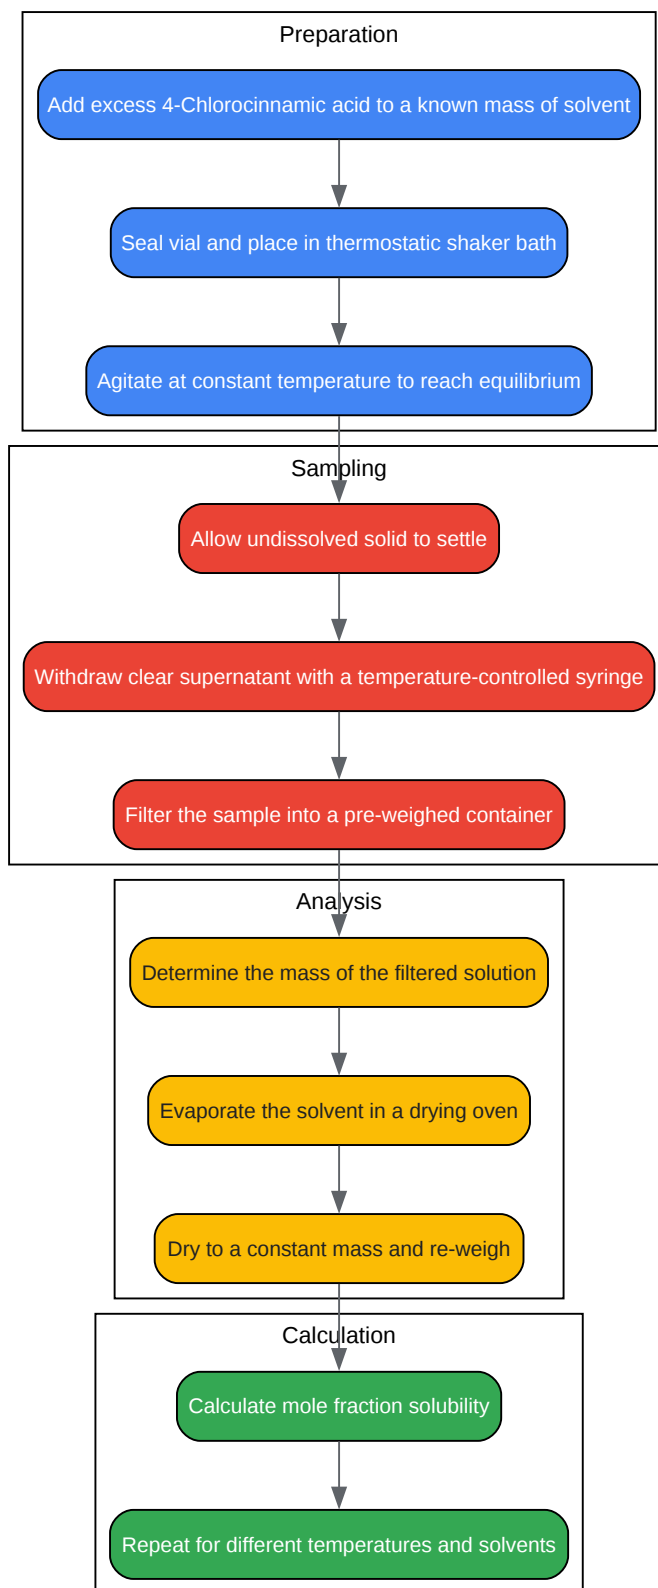 Preparation
Add excess 4-Chlorocinnamic acid to a known mass of solvent
Seal vial and place in thermostatic shaker bath
Agitate at constant temperature to reach equilibrium
Sampling
Allow undissolved solid to settle
Withdraw clear supernatant with a temperature-controlled syringe
Filter the sample into a pre-weighed container
Analysis
Determine the mass of the filtered solution
Evaporate the solvent in a drying oven
Dry to a constant mass and re-weigh
Calculation
Calculate mole fraction solubility
Repeat for different temperatures and solvents